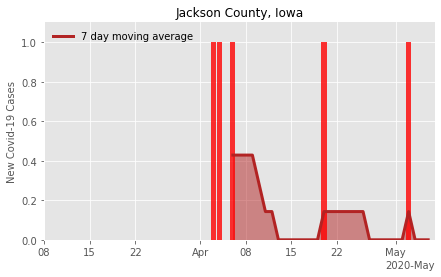 Jackson County, Iowa
7 day moving average
New Covid-19 Cases
1.0
0.8
0.6
0.4
0.2
0.0
08 15 22 Apr 08 15 22 May
2020-May